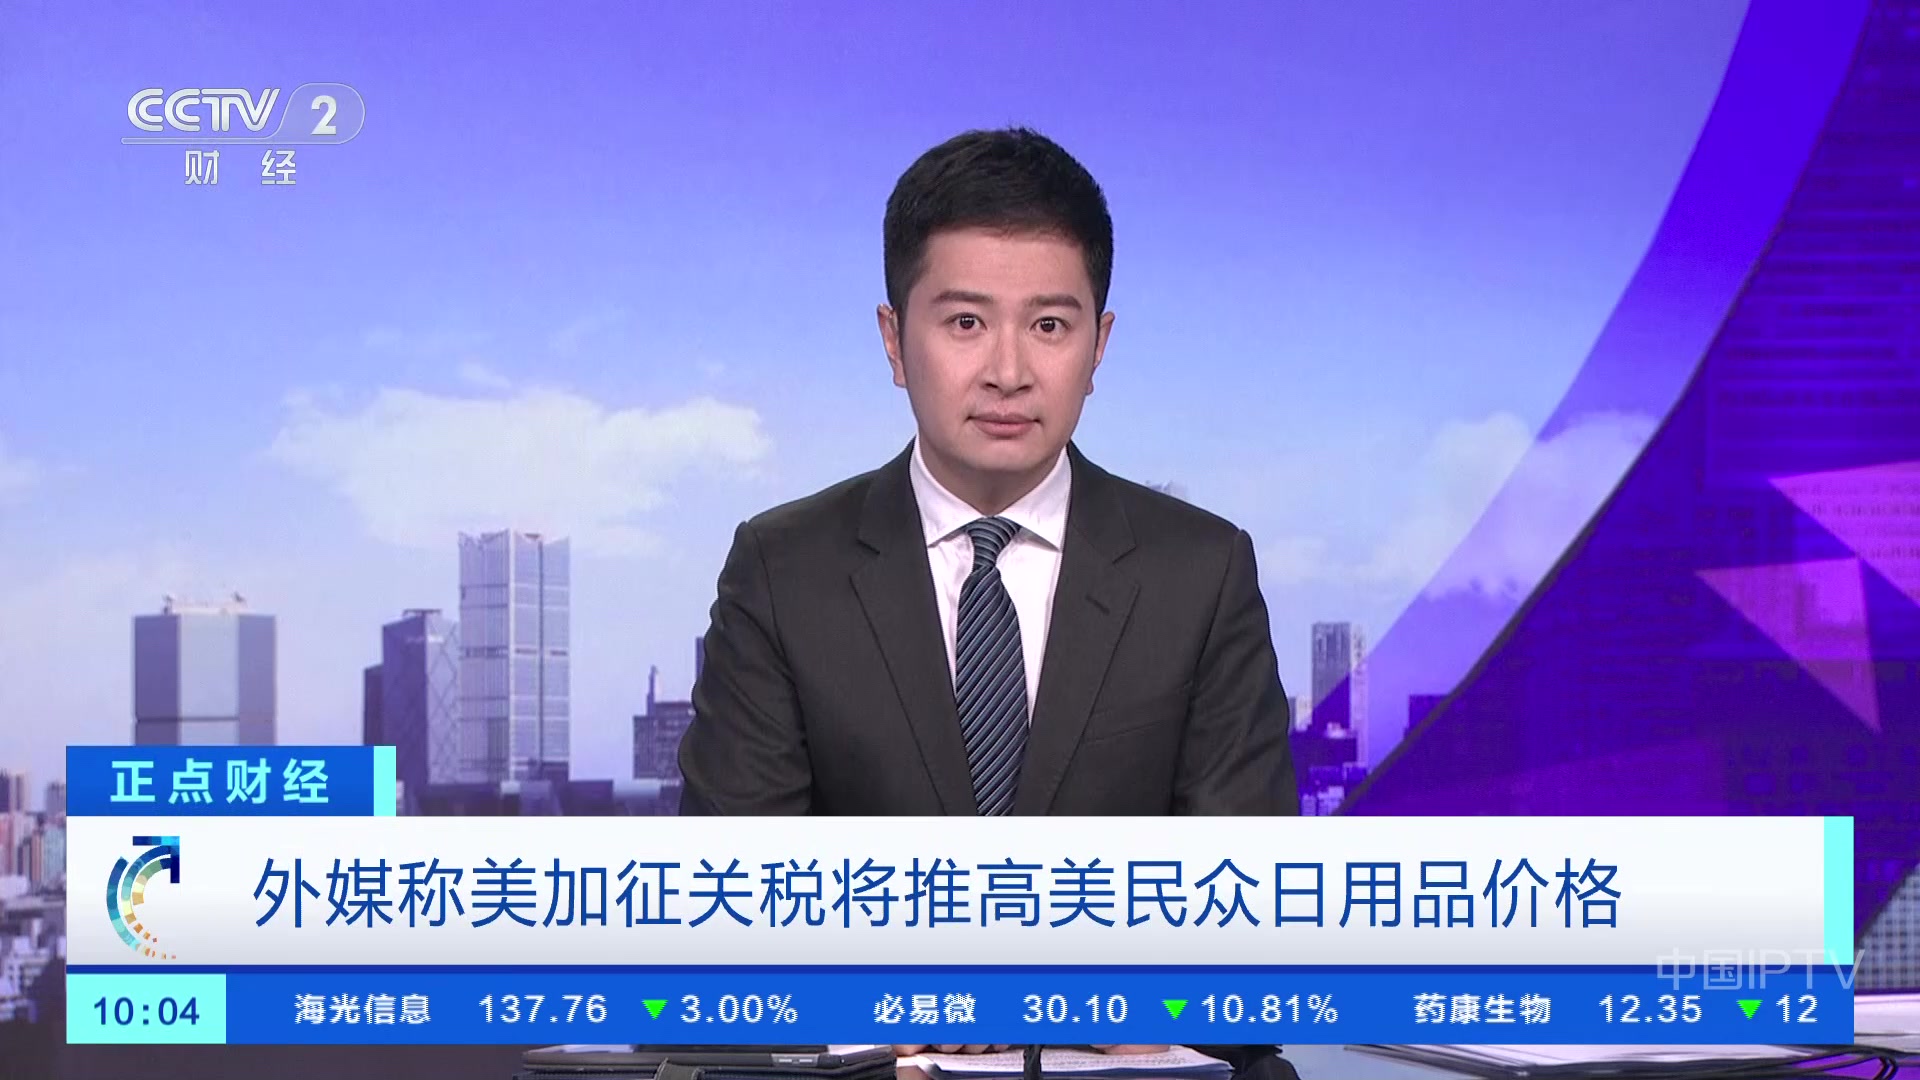 CCTV 2
财 经
正点财经
外媒称美加征关税将推高美民众日用品价格
中国IPTV
10:04 海光信息 137.76 ▼3.00% 必易微 30.10 ▼10.81% 药康生物 12.35 ▼12